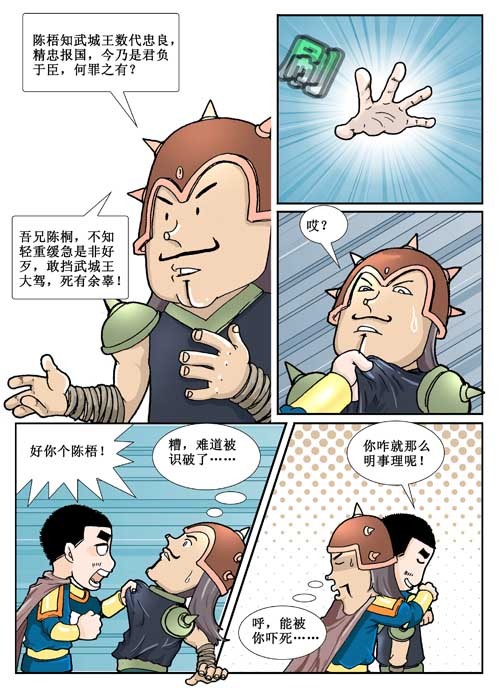 陈梧知武城王数代忠良，
精忠报国，今乃是君负
于臣，何罪之有？
吾兄陈桐，不知
轻重缓急是非好
歹，敢挡武城王
大驾，死有余辜！
刷
哎？
好你个陈梧！
糟，难道被
识破了……
你咋就那么
明事理呢！
呼，能被
你吓死……